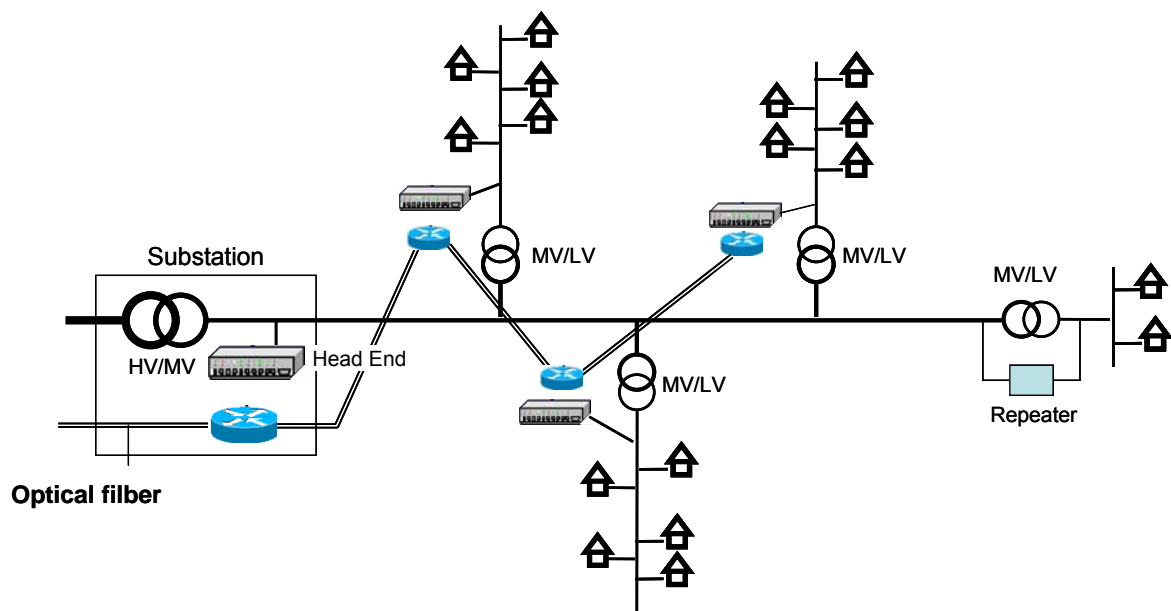 Substation
MV/LV
MV/LV
MV/LV
HV/MV
Head End
MV/LV
Repeater
Optical filber